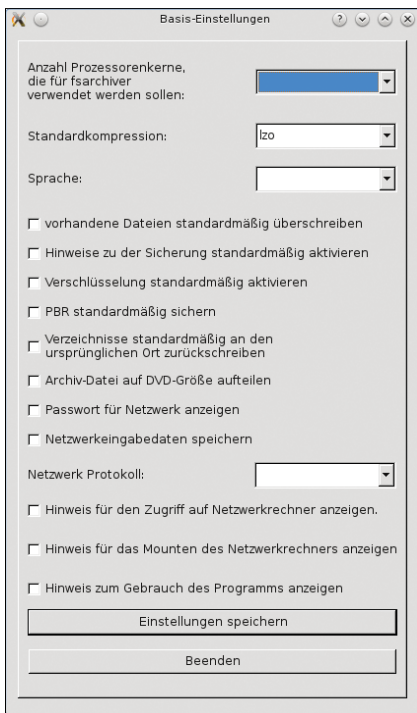 Basis-Einstellungen
Anzahl Prozessorenkerne,
die für fsarchiver
verwendet werden sollen:
Standardkompression:
lzo
Sprache:
vorhandene Dateien standardmäßig überschreiben
Hinweise zu der Sicherung standardmäßig aktivieren
Verschlüsselung standardmäßig aktivieren
PBR standardmäßig sichern
Verzeichnisse standardmäßig an den
ursprünglichen Ort zurückschreiben
Archiv-Datei auf DVD-Größe aufteilen
Passwort für Netzwerk anzeigen
Netzwerkeingabedaten speichern
Netzwerk Protokoll:
Hinweis für den Zugriff auf Netzwerkrechner anzeigen.
Hinweis für das Mounten des Netzwerkrechners anzeigen
Hinweis zum Gebrauch des Programms anzeigen
Einstellungen speichern
Beenden